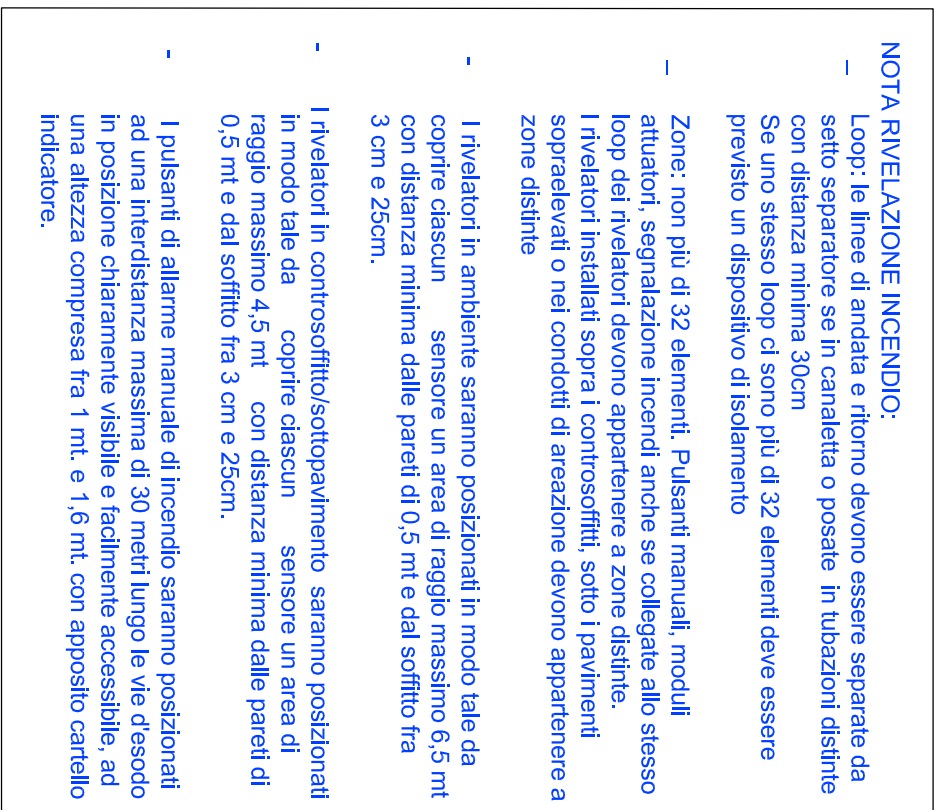 NOTA RIVELAZIONE INCENDIO:
– Loop: le linee di andata e ritorno devono essere separate da
setto separatore se in canaletta o posate in tubazioni distinte
con distanza minima 30cm
Se uno stesso loop ci sono più di 32 elementi deve essere
previsto un dispositivo di isolamento
– Zone: non più di 32 elementi. Pulsanti manuali, moduli
attuatori, segnalazione incendi anche se collegate allo stesso
loop dei rivelatori devono appartenere a zone distinte.
I rivelatori installati sopra i controsoffitti, sotto i pavimenti
sopraelevati o nei condotti di areazione devono appartenere a
zone distinte
- I rivelatori in ambiente saranno posizionati in modo tale da
coprire ciascun sensore un area di raggio massimo 6,5 mt
con distanza minima dalle pareti di 0,5 mt e dal soffitto fra
3 cm e 25cm.
- I rivelatori in controsoffitto/sottopavimento saranno posizionati
in modo tale da coprire ciascun sensore un area di
raggio massimo 4,5 mt con distanza minima dalle pareti di
0,5 mt e dal soffitto fra 3 cm e 25cm.
- I pulsanti di allarme manuale di incendio saranno posizionati
ad una interdistanza massima di 30 metri lungo le vie d'esodo
in posizione chiaramente visibile e facilmente accessibile, ad
una altezza compresa fra 1 mt. e 1,6 mt. con apposito cartello
indicatore.